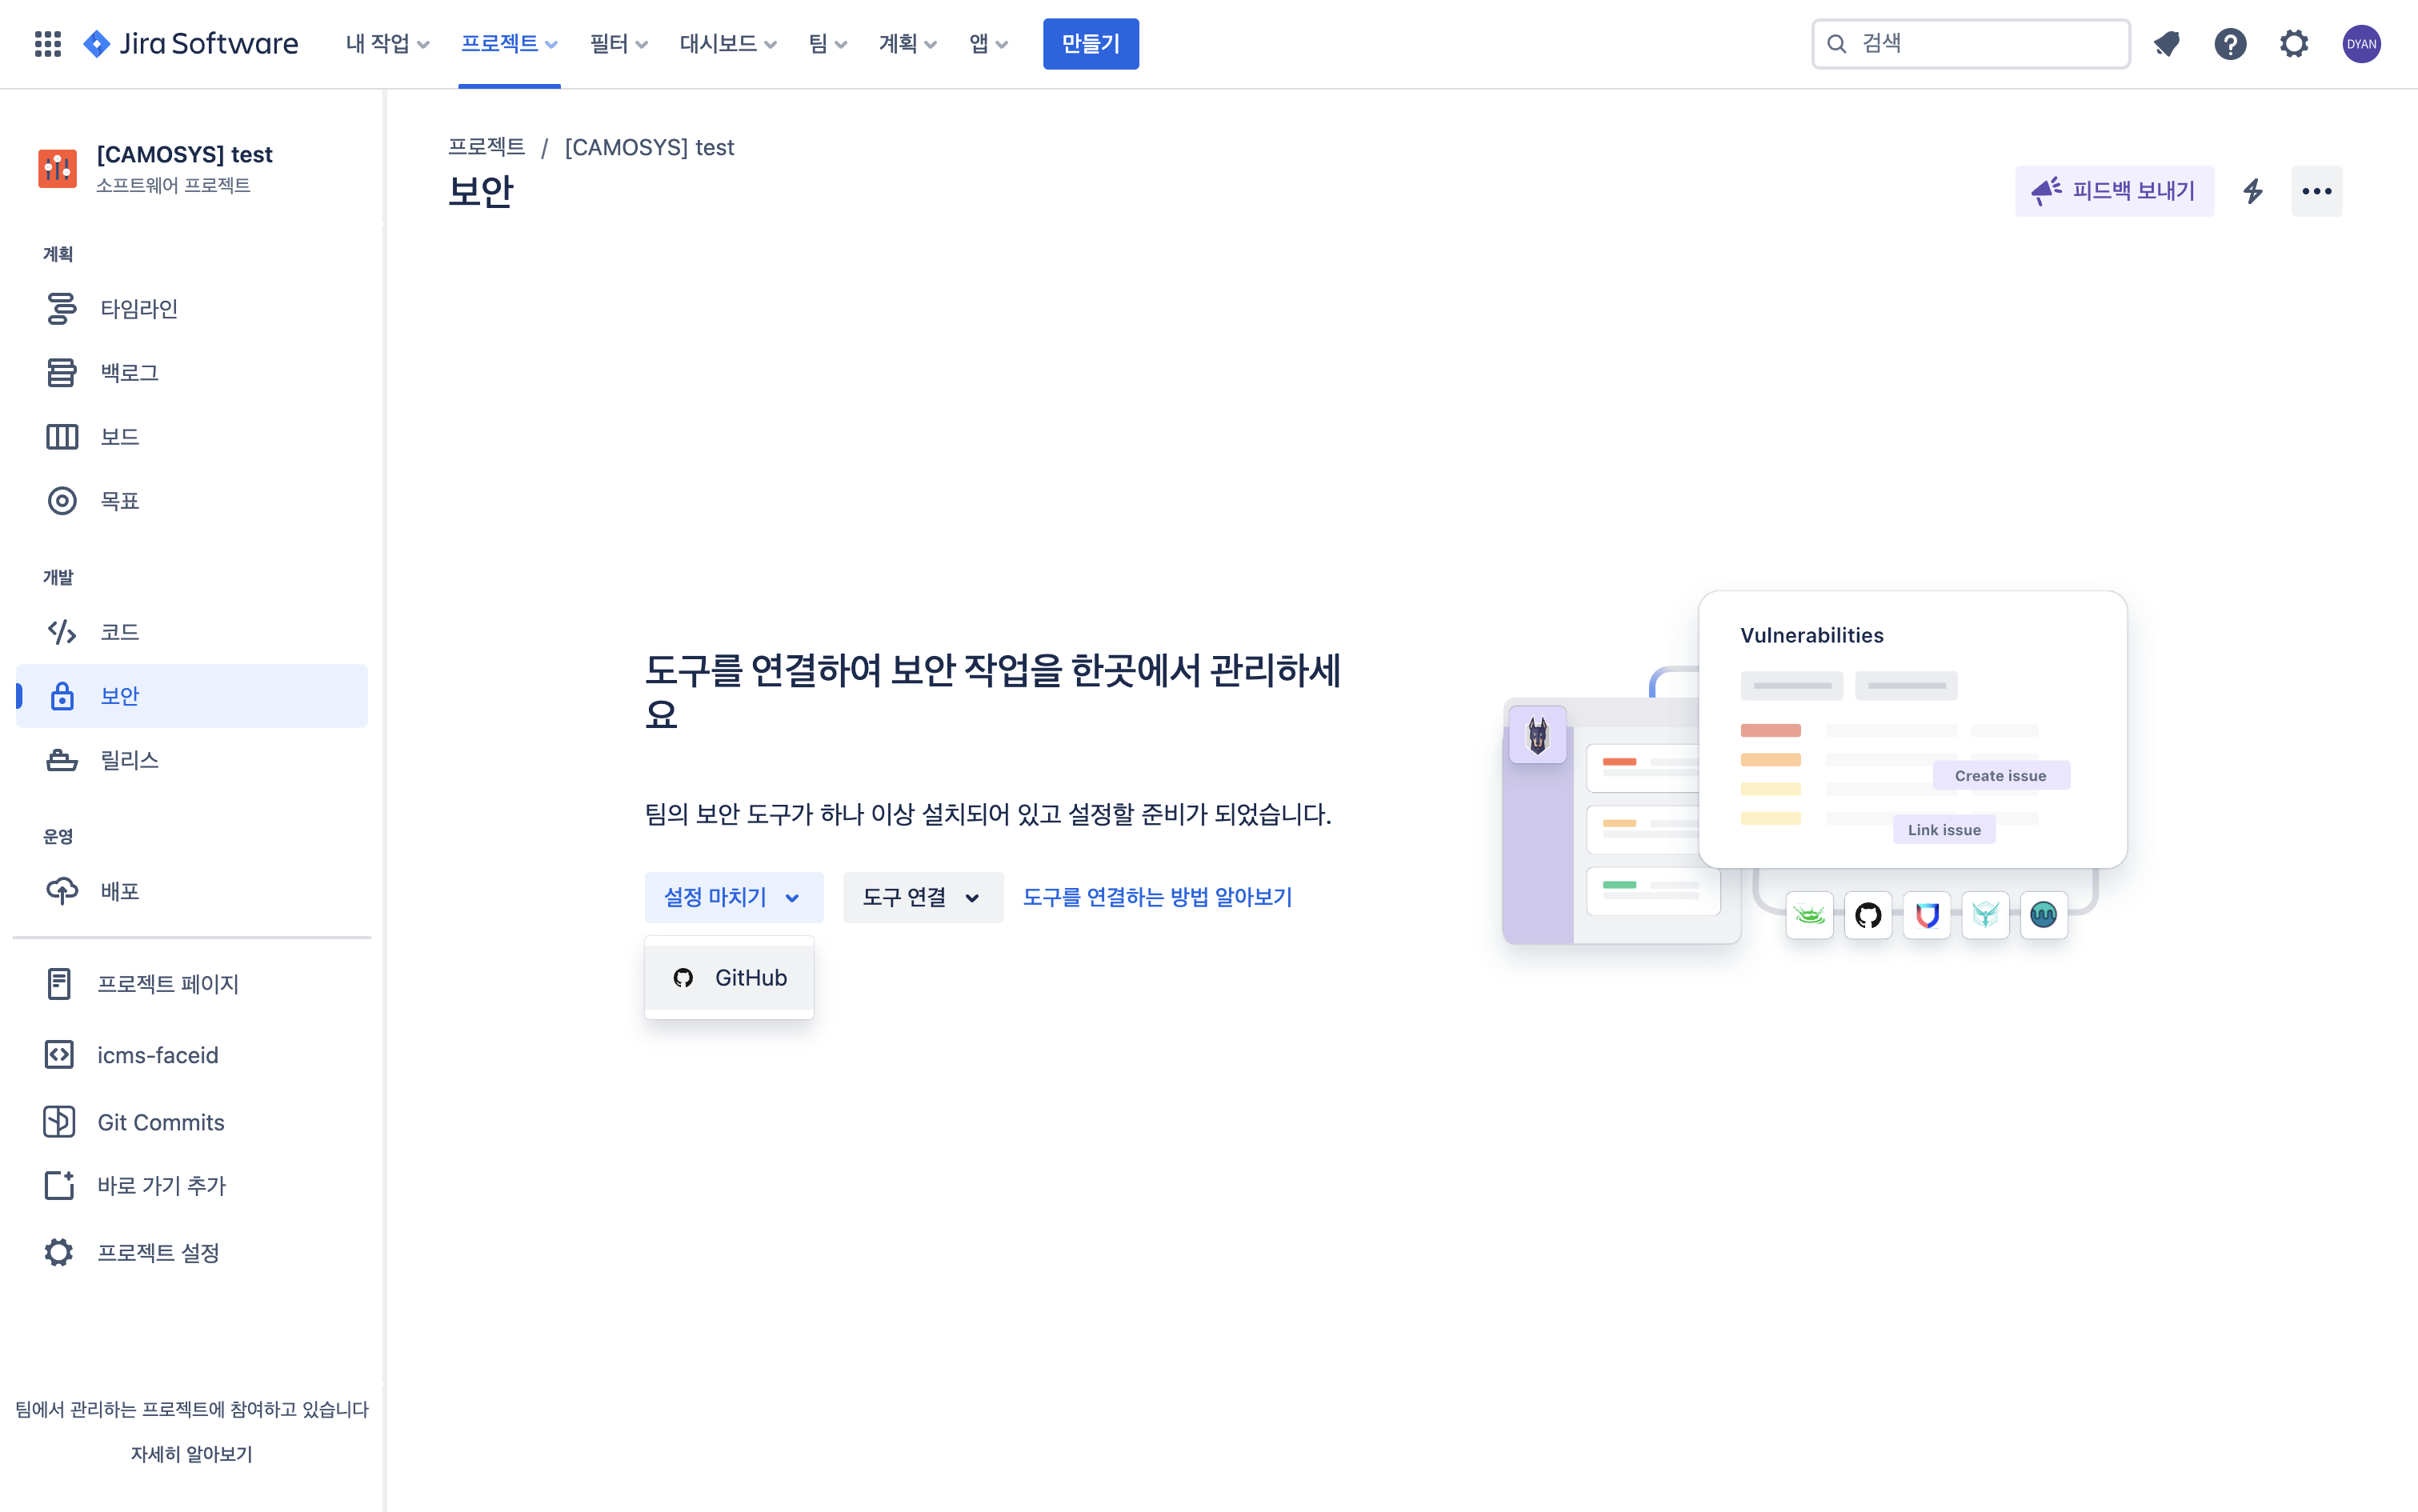 Jira Software
내 작업
프로젝트
필터
대시보드
팀
계획
앱
만들기
검색
DYAN
[CAMOSYS] test
소프트웨어 프로젝트
계획
타임라인
백로그
보드
목표
개발
코드
보안
릴리스
운영
배포
프로젝트 페이지
icms-faceid
Git Commits
바로 가기 추가
프로젝트 설정
팀에서 관리하는 프로젝트에 참여하고 있습니다
자세히 알아보기
프로젝트 / [CAMOSYS] test
보안
피드백 보내기
도구를 연결하여 보안 작업을 한곳에서 관리하세
요
팀의 보안 도구가 하나 이상 설치되어 있고 설정할 준비가 되었습니다.
설정 마치기
도구 연결
도구를 연결하는 방법 알아보기
GitHub
Vulnerabilities
Create issue
Link issue